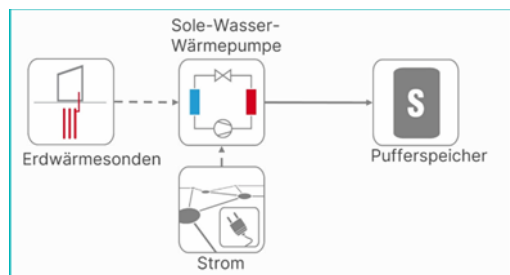 Sole-Wasser-
Wärmepumpe
S
Erdwärmesonden
Pufferspeicher
Strom